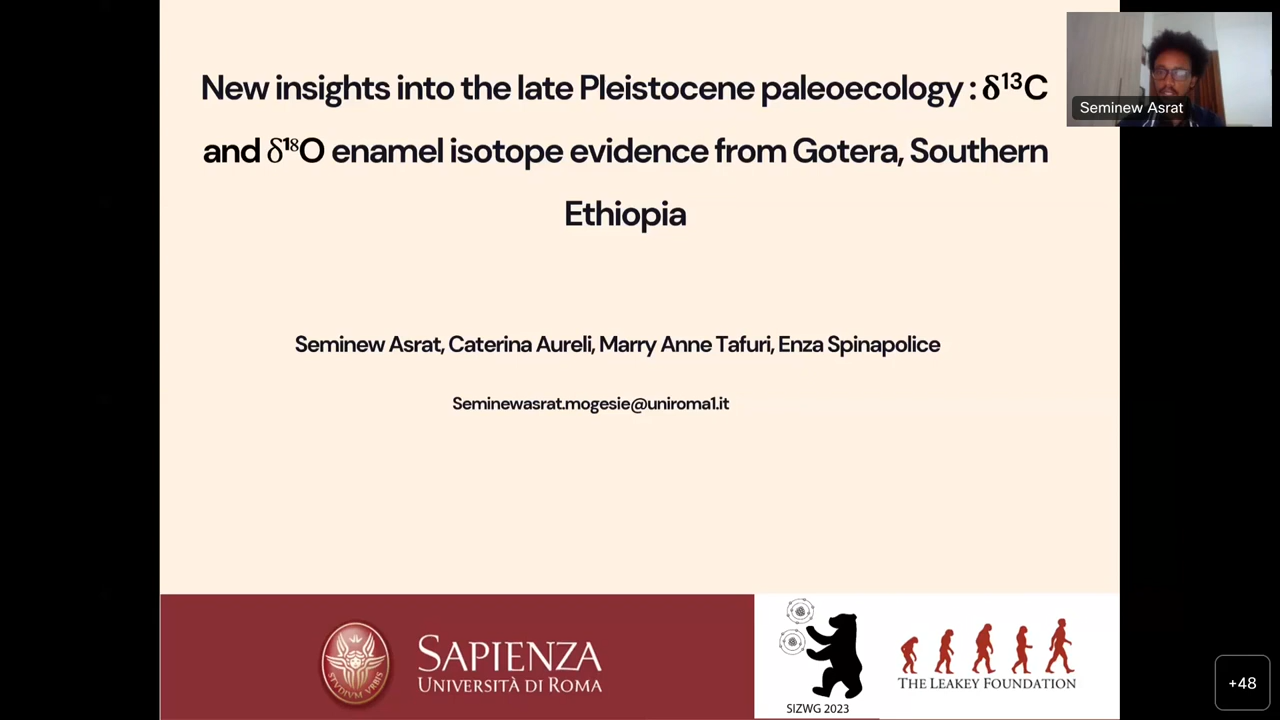 New insights into the late Pleistocene paleoecology : δ¹³C
and δ¹⁸O enamel isotope evidence from Gotera, Southern
Ethiopia
Seminew Asrat
Seminew Asrat, Caterina Aureli, Marry Anne Tafuri, Enza Spinapolice
Seminewasrat.mogesie@uniroma1.it
SAPIENZA
UNIVERSITÀ DI ROMA
STVDIVM VRBIS
SIZWG 2023
THE LEAKEY FOUNDATION
+48